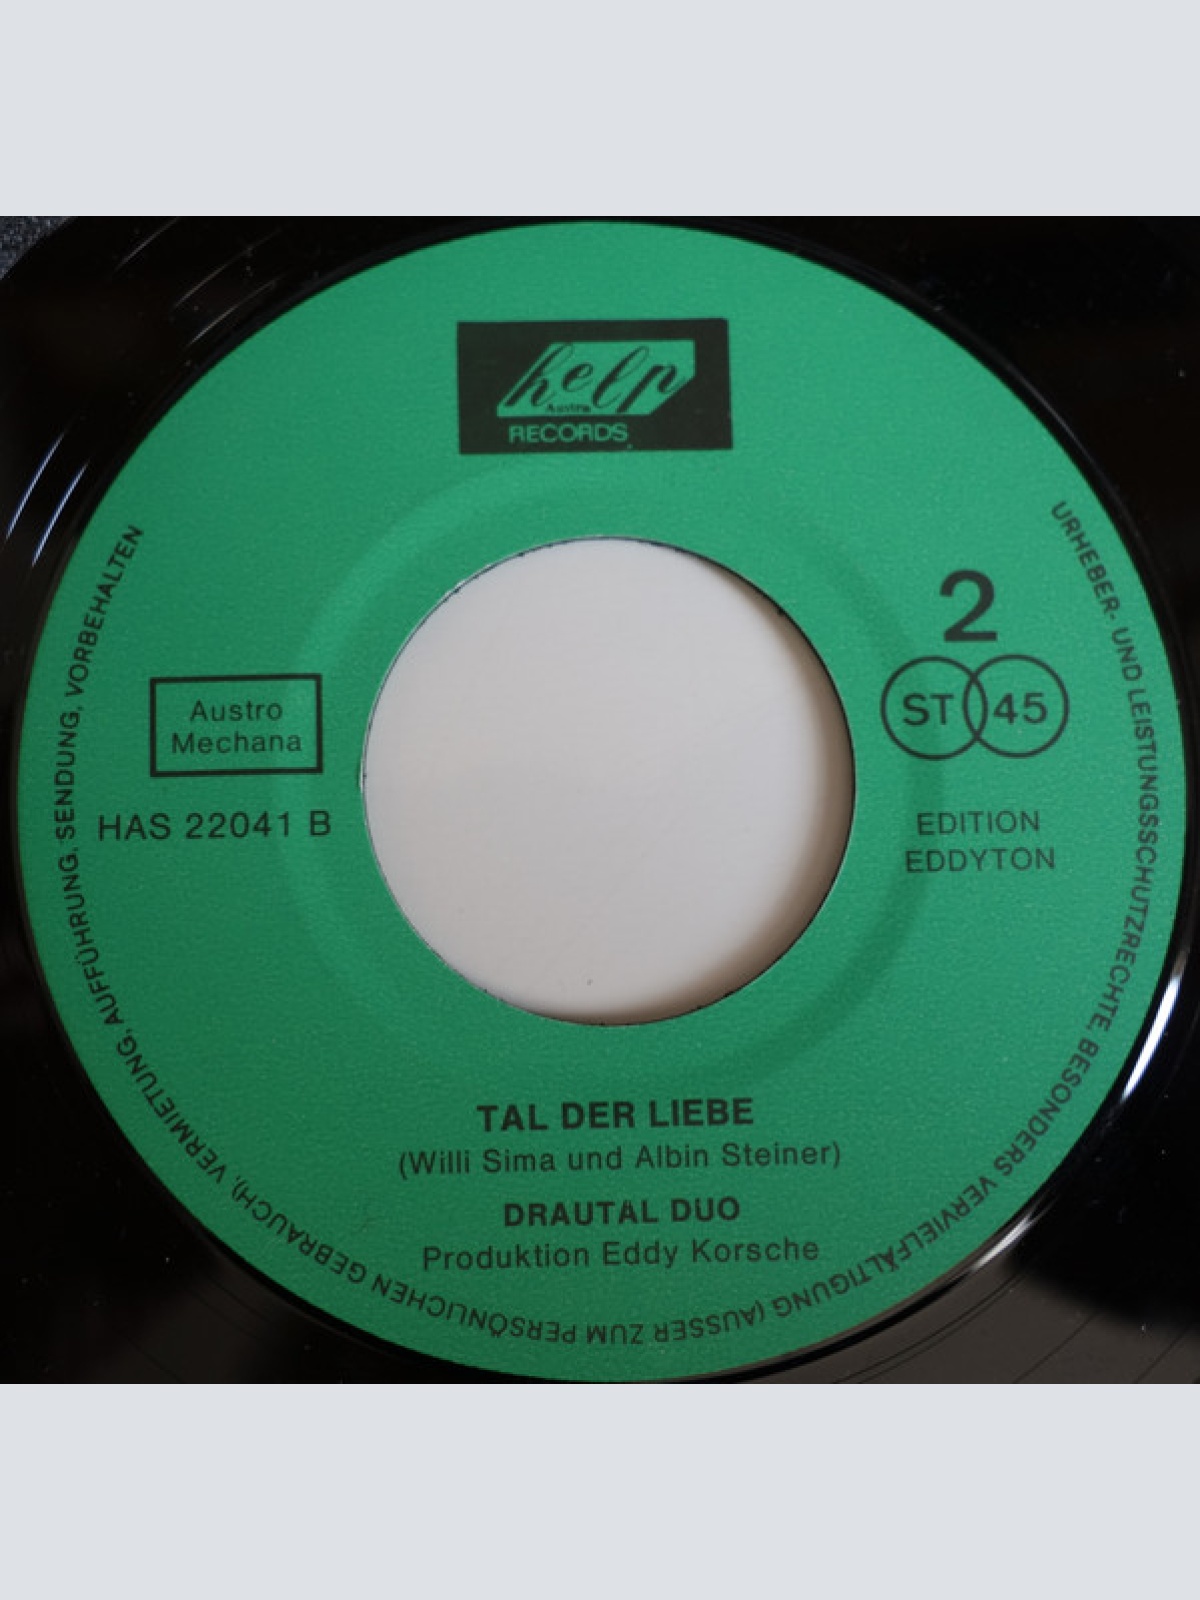 help
Austria
RECORDS
2
ST 45
Austro
Mechana
HAS 22041 B
EDITION
EDDYTON
TAL DER LIEBE
(Willi Sima und Albin Steiner)
DRAUTAL DUO
Produktion Eddy Korsche
URHEBER- UND LEISTUNGSSCHUTZRECHTE, BESONDERS VERVIELFÄLTIGUNG (AUSSER ZUM PERSÖNLICHEN GEBRAUCH), VERMIETUNG, AUFFÜHRUNG, SENDUNG, VORBEHALTEN